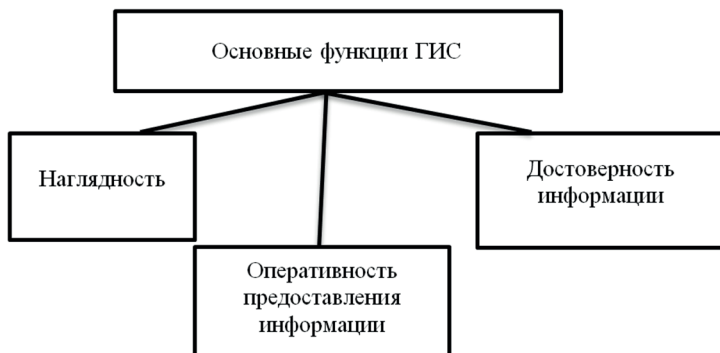 Основные функции ГИС
Наглядность
Достоверность
информации
Оперативность
предоставления
информации